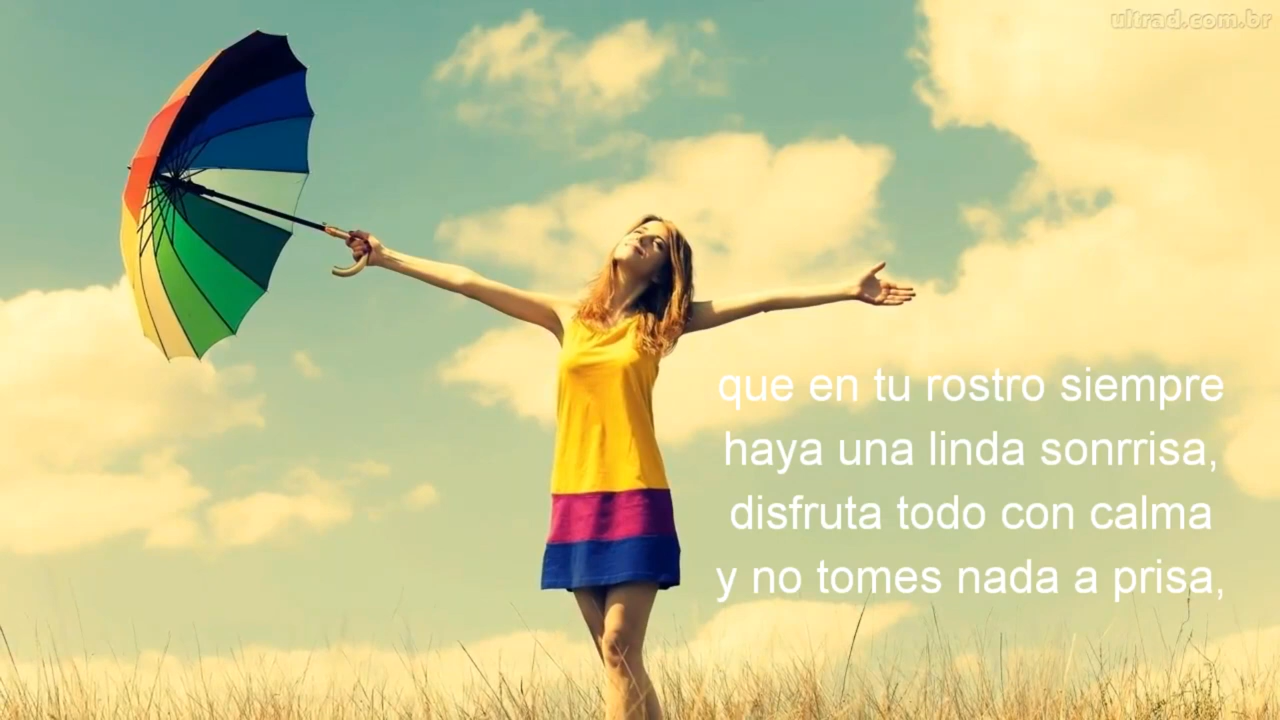 ultrad.com.br
que en tu rostro siempre
haya una linda sonrrisa,
disfruta todo con calma
y no tomes nada a prisa,